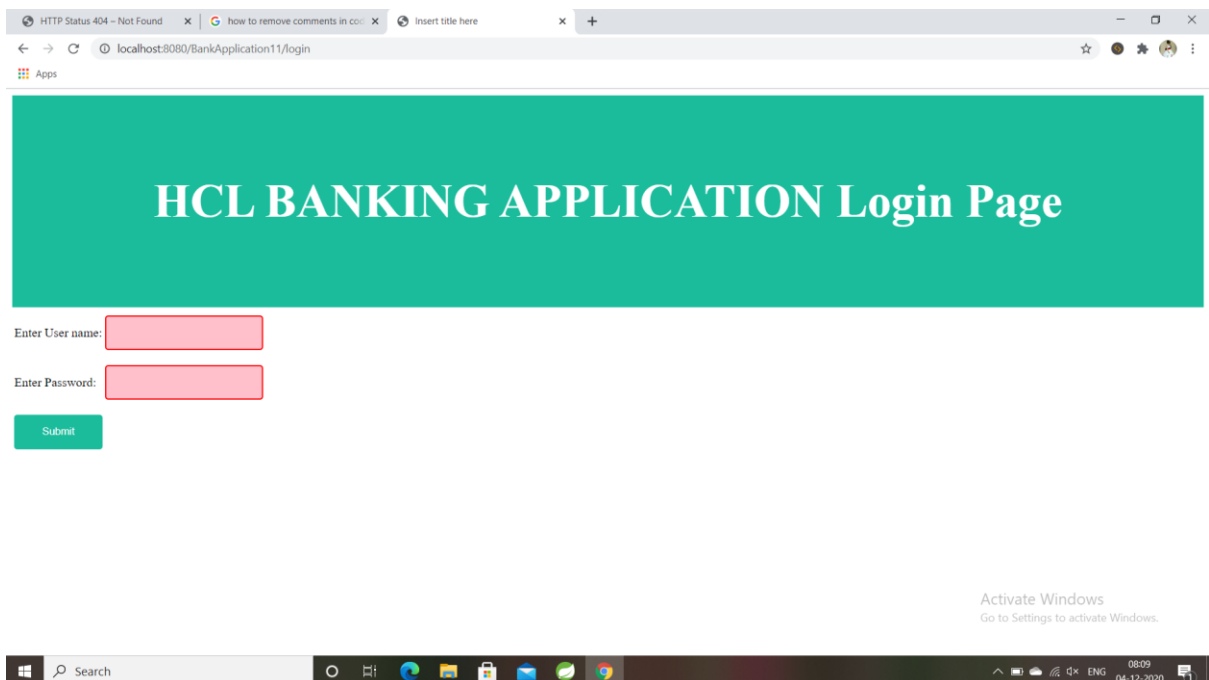 HTTP Status 404 – Not Found
how to remove comments in cod
Insert title here
localhost:8080/BankApplication11/login
Apps
HCL BANKING APPLICATION Login Page
Enter User name:
Enter Password:
Submit
Activate Windows
Go to Settings to activate Windows.
Search
ENG
08:09
04-12-2020